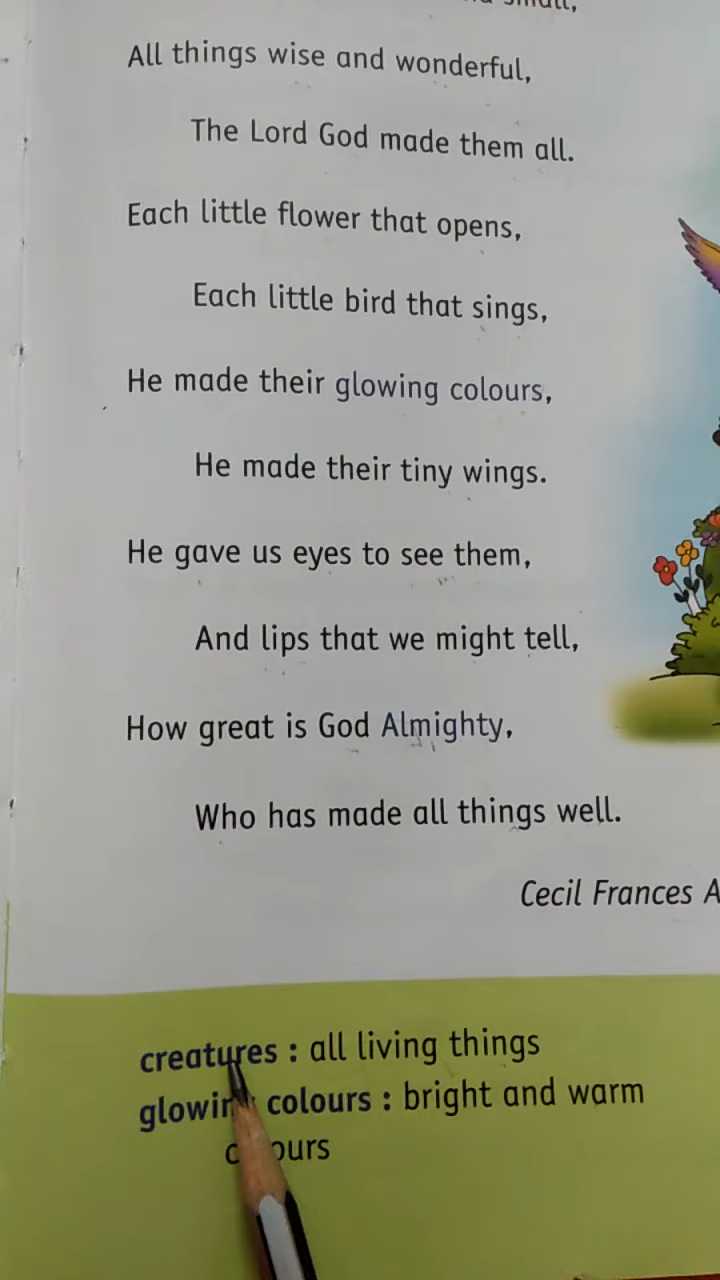 small,
All things wise and wonderful,
The Lord God made them all.
Each little flower that opens,
Each little bird that sings,
He made their glowing colours,
He made their tiny wings.
He gave us eyes to see them,
And lips that we might tell,
How great is God Almighty,
Who has made all things well.
Cecil Frances A
creatures : all living things
glowing colours : bright and warm
colours